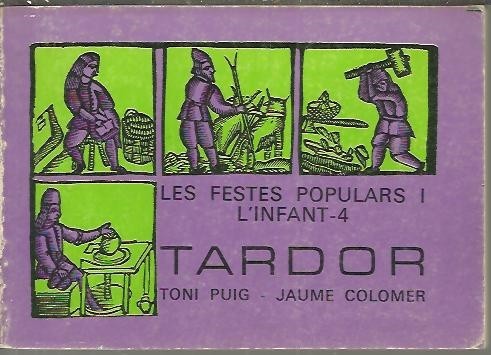 LES FESTES POPULARS I
L'INFANT-4
TARDOR
TONI PUIG - JAUME COLOMER